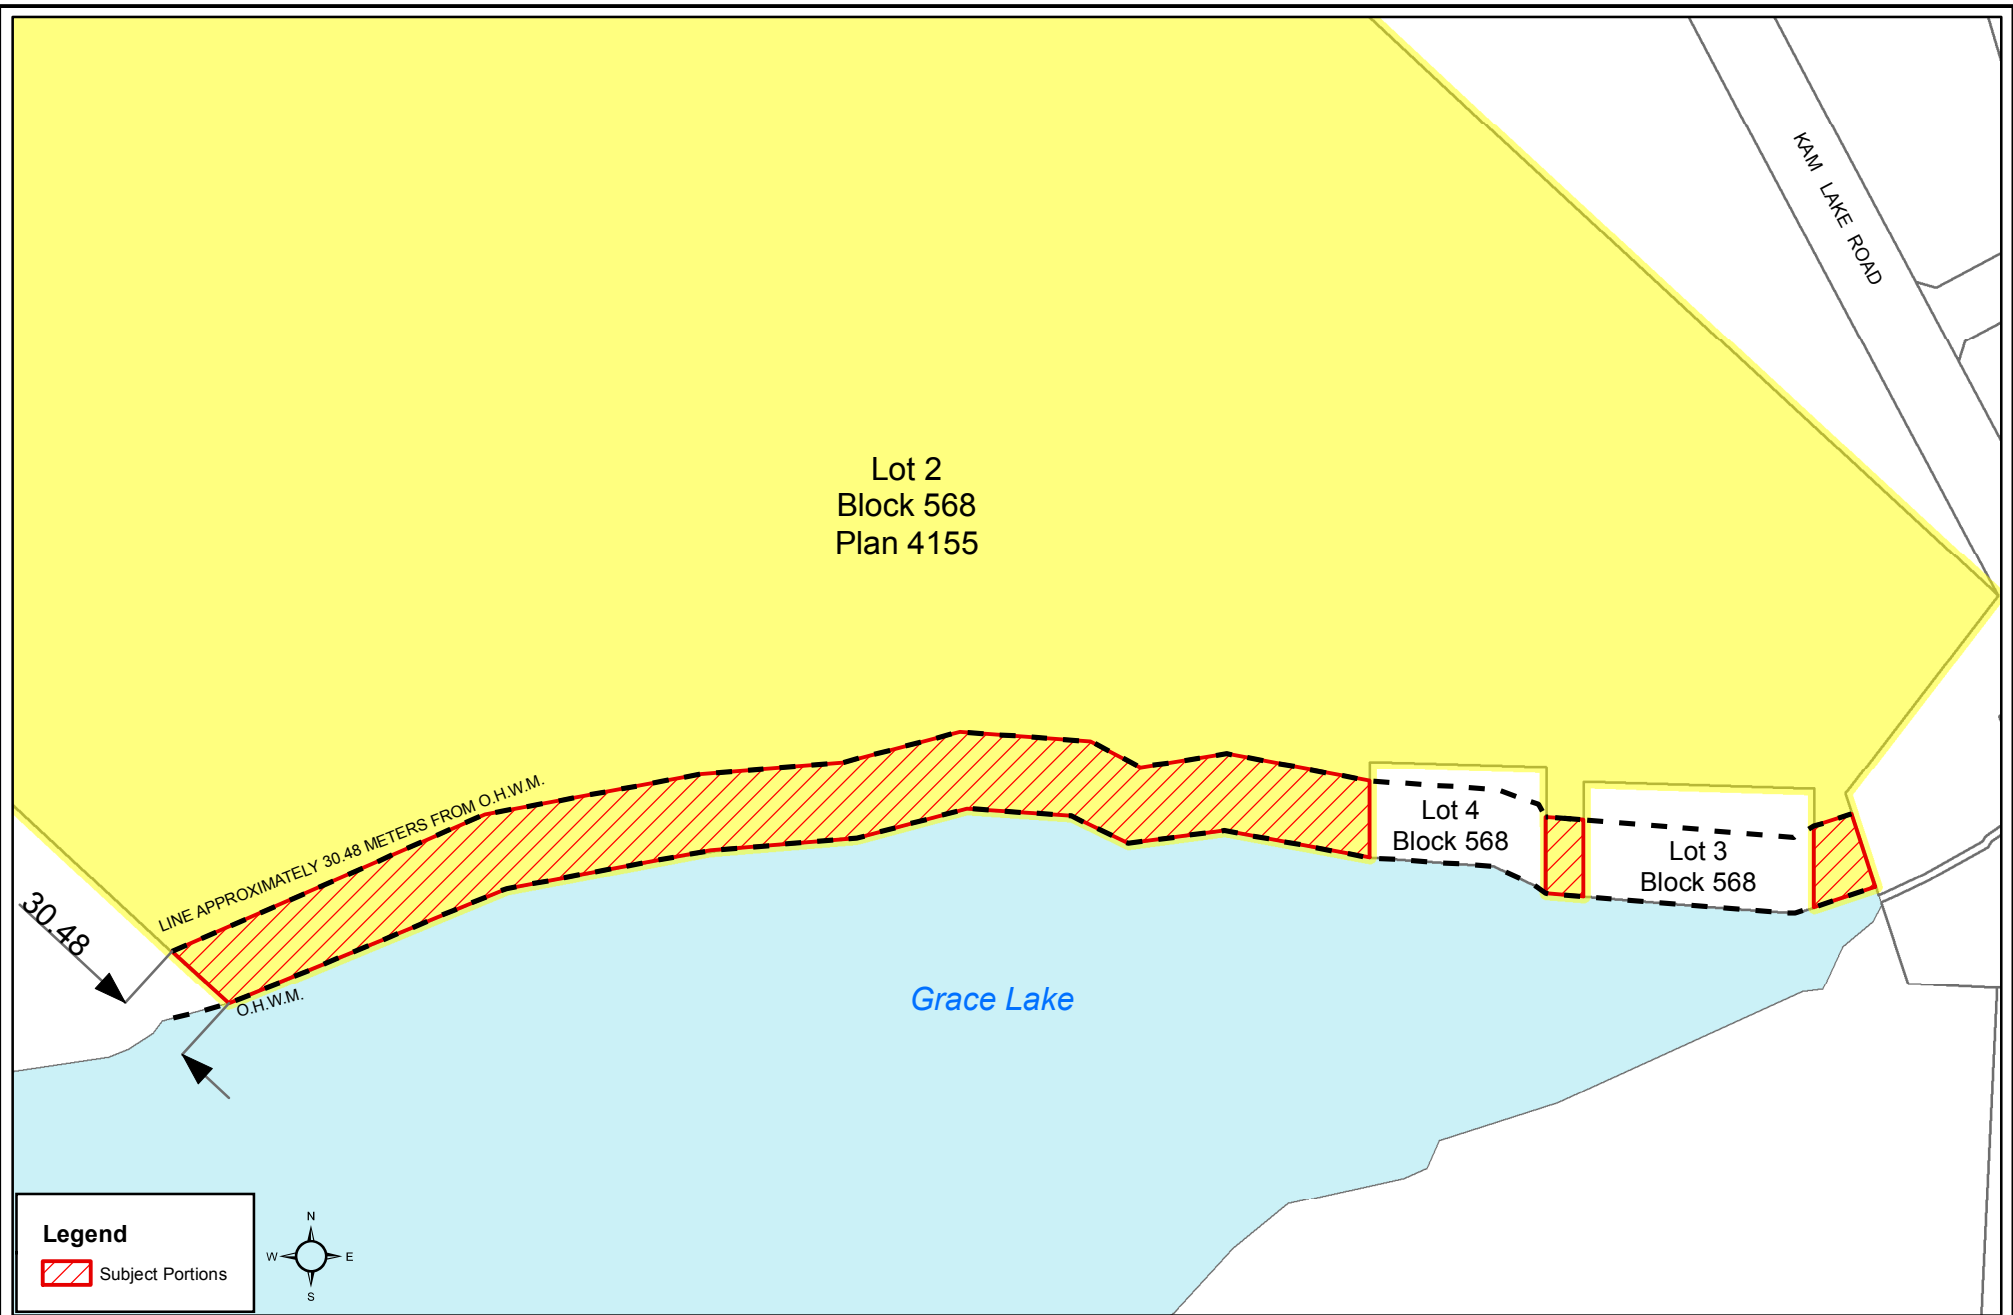 KAM LAKE ROAD
Lot 2
Block 568
Plan 4155
LINE APPROXIMATELY 30.48 METERS FROM O.H.W.M.
Lot 4
Block 568
Lot 3
Block 568
30.48
O.H.W.M.
Grace Lake
Legend
Subject Portions
N
W
E
S